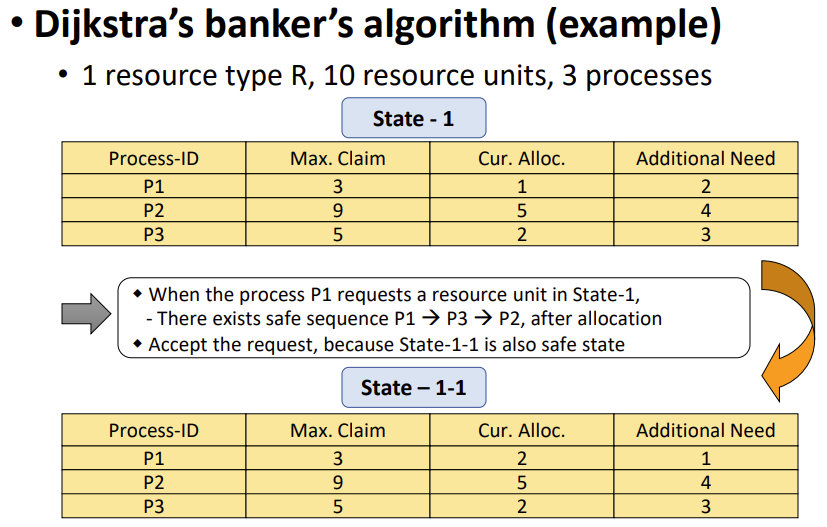 • Dijkstra’s banker’s algorithm (example)
• 1 resource type R, 10 resource units, 3 processes
State - 1
Process-ID Max. Claim Cur. Alloc. Additional Need
P1 3 1 2
P2 9 5 4
P3 5 2 3
◆ When the process P1 requests a resource unit in State-1,
- There exists safe sequence P1 → P3 → P2, after allocation
◆ Accept the request, because State-1-1 is also safe state
State – 1-1
Process-ID Max. Claim Cur. Alloc. Additional Need
P1 3 2 1
P2 9 5 4
P3 5 2 3